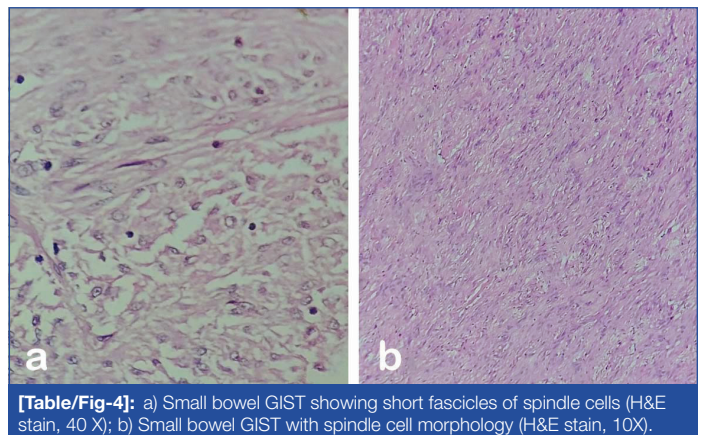 a
b
[Table/Fig-4]: a) Small bowel GIST showing short fascicles of spindle cells (H&E
stain, 40 X); b) Small bowel GIST with spindle cell morphology (H&E stain, 10X).